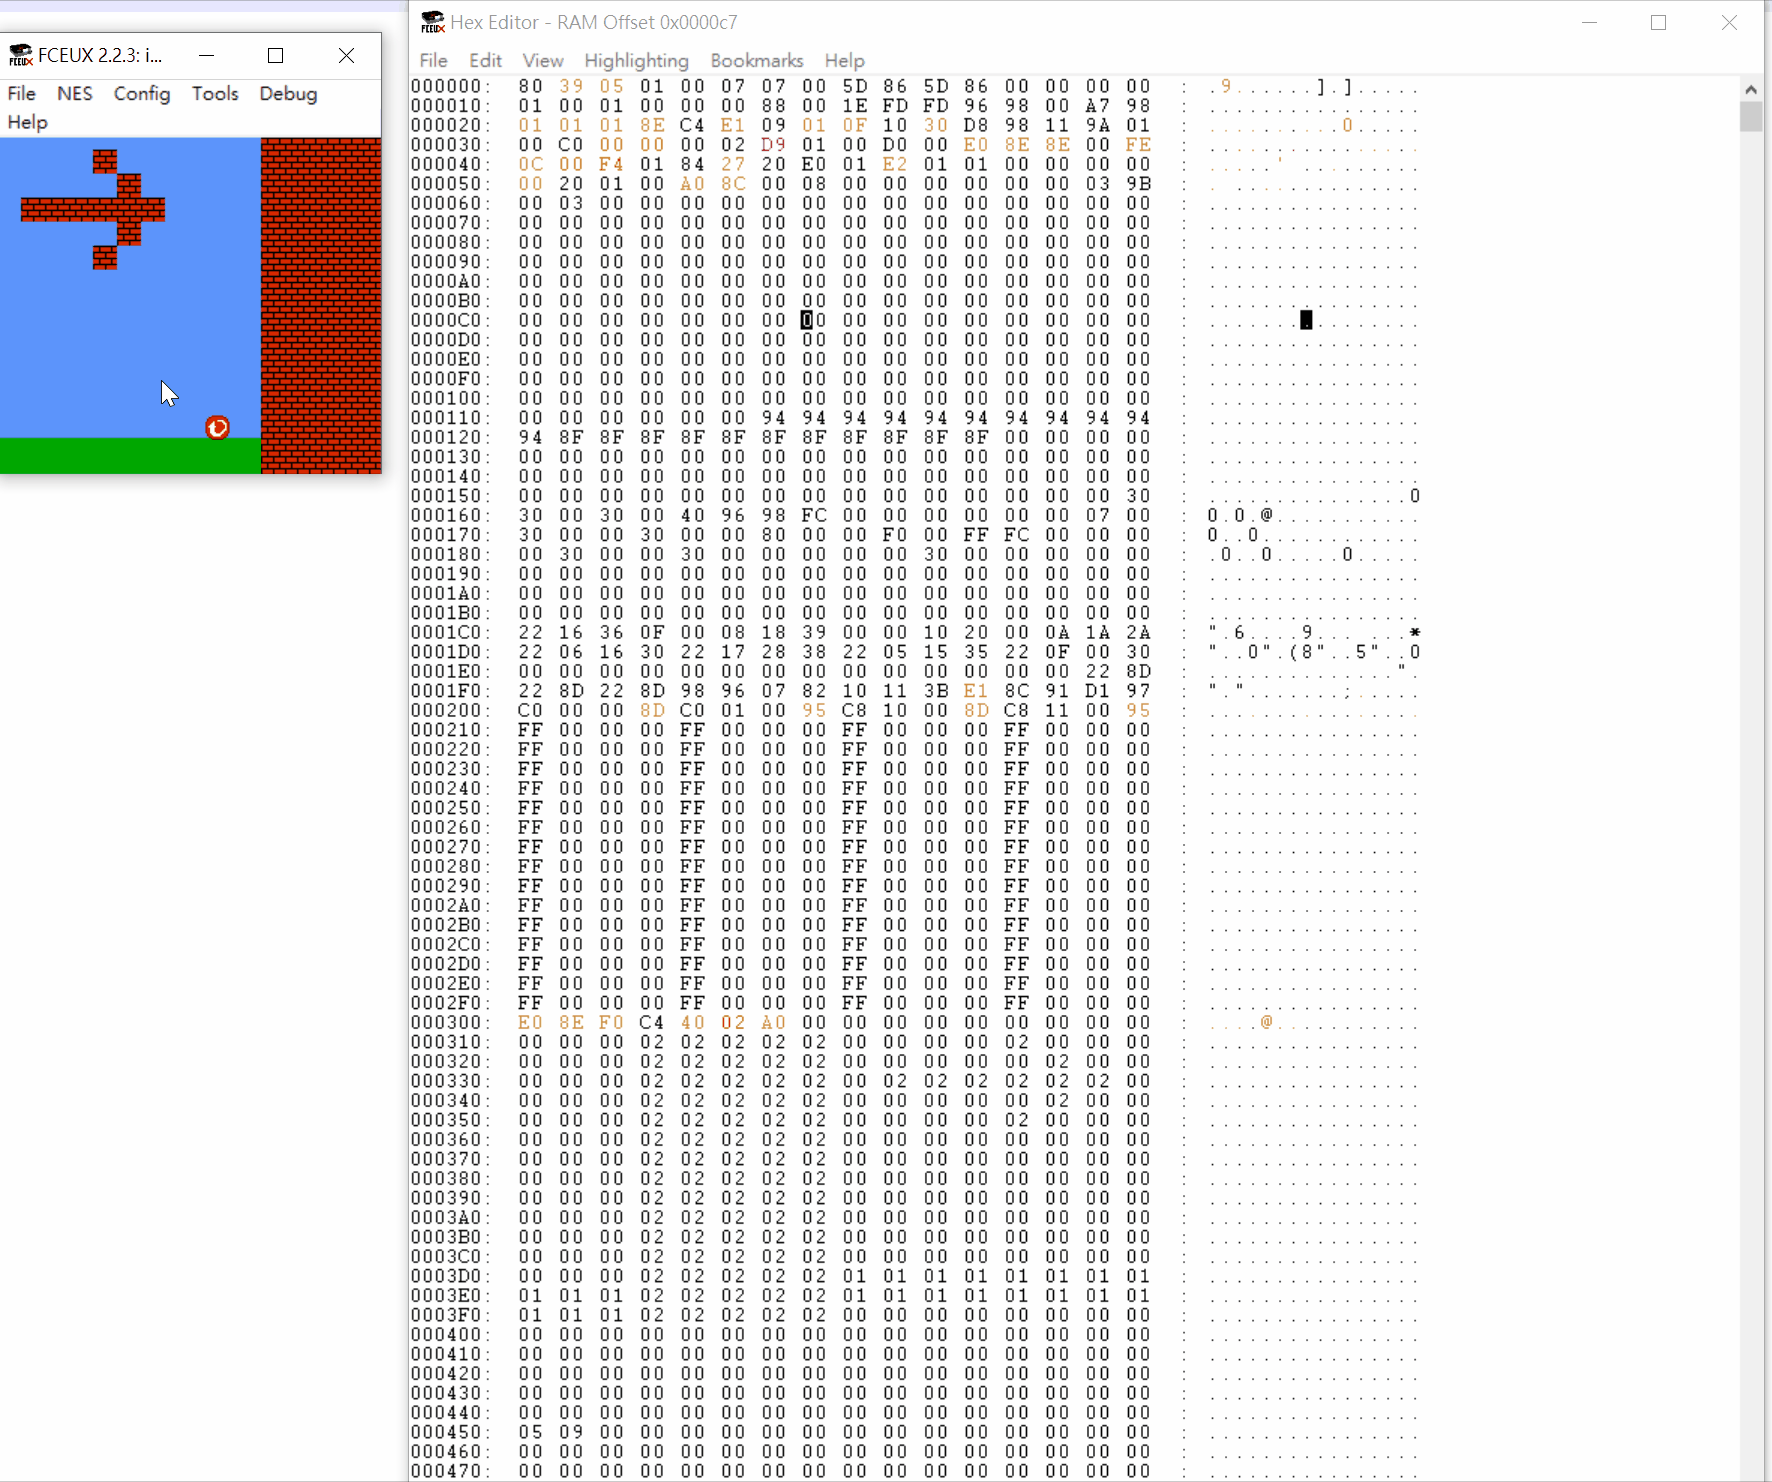 FCEUX 2.2.3: i...
File NES Config Tools Debug
Help
Hex Editor - RAM Offset 0x0000c7
File Edit View Highlighting Bookmarks Help
000000: 80 39 05 01 00 07 07 00 5D 86 5D 86 00 00 00 00 : .9......].].....
000010: 01 00 01 00 00 00 88 00 1E FD FD 96 98 00 A7 98 : ................
000020: 01 01 01 8E C4 E1 09 01 0F 10 30 D8 98 11 9A 01 : ..........0.....
000030: 00 C0 00 00 00 02 D9 01 00 D0 00 E0 8E 8E 00 FE : ................
000040: 0C 00 F4 01 84 27 20 E0 01 E2 01 01 00 00 00 00 : .....' .........
000050: 00 20 01 00 A0 8C 00 08 00 00 00 00 00 00 03 9B : . ..............
000060: 00 03 00 00 00 00 00 00 00 00 00 00 00 00 00 00 : ................
000070: 00 00 00 00 00 00 00 00 00 00 00 00 00 00 00 00 : ................
000080: 00 00 00 00 00 00 00 00 00 00 00 00 00 00 00 00 : ................
000090: 00 00 00 00 00 00 00 00 00 00 00 00 00 00 00 00 : ................
0000A0: 00 00 00 00 00 00 00 00 00 00 00 00 00 00 00 00 : ................
0000B0: 00 00 00 00 00 00 00 00 00 00 00 00 00 00 00 00 : ................
0000C0: 00 00 00 00 00 00 00 00 00 00 00 00 00 00 00 00 : ................
0000D0: 00 00 00 00 00 00 00 00 00 00 00 00 00 00 00 00 : ................
0000E0: 00 00 00 00 00 00 00 00 00 00 00 00 00 00 00 00 : ................
0000F0: 00 00 00 00 00 00 00 00 00 00 00 00 00 00 00 00 : ................
000100: 00 00 00 00 00 00 00 00 00 00 00 00 00 00 00 00 : ................
000110: 00 00 00 00 00 00 94 94 94 94 94 94 94 94 94 94 : ................
000120: 94 8F 8F 8F 8F 8F 8F 8F 8F 8F 8F 8F 00 00 00 00 : ................
000130: 00 00 00 00 00 00 00 00 00 00 00 00 00 00 00 00 : ................
000140: 00 00 00 00 00 00 00 00 00 00 00 00 00 00 00 00 : ................
000150: 00 00 00 00 00 00 00 00 00 00 00 00 00 00 00 30 : ...............0
000160: 30 00 30 00 40 96 98 FC 00 00 00 00 00 00 07 00 : 0.0.@...........
000170: 30 00 00 30 00 00 80 00 00 F0 00 FF FC 00 00 00 : 0..0............
000180: 00 30 00 00 30 00 00 00 00 00 30 00 00 00 00 00 : .0..0.....0.....
000190: 00 00 00 00 00 00 00 00 00 00 00 00 00 00 00 00 : ................
0001A0: 00 00 00 00 00 00 00 00 00 00 00 00 00 00 00 00 : ................
0001B0: 00 00 00 00 00 00 00 00 00 00 00 00 00 00 00 00 : ................
0001C0: 22 16 36 0F 00 08 18 39 00 00 10 20 00 0A 1A 2A : ".6....9... ...*
0001D0: 22 06 16 30 22 17 28 38 22 05 15 35 22 0F 00 30 : "..0".(8"..5"..0
0001E0: 00 00 00 00 00 00 00 00 00 00 00 00 00 00 22 8D : ..............".
0001F0: 22 8D 22 8D 98 96 07 82 10 11 3B E1 8C 91 D1 97 : ".".......;.....
000200: C0 00 00 8D C0 01 00 95 C8 10 00 8D C8 11 00 95 : ................
000210: FF 00 00 00 FF 00 00 00 FF 00 00 00 FF 00 00 00 : ................
000220: FF 00 00 00 FF 00 00 00 FF 00 00 00 FF 00 00 00 : ................
000230: FF 00 00 00 FF 00 00 00 FF 00 00 00 FF 00 00 00 : ................
000240: FF 00 00 00 FF 00 00 00 FF 00 00 00 FF 00 00 00 : ................
000250: FF 00 00 00 FF 00 00 00 FF 00 00 00 FF 00 00 00 : ................
000260: FF 00 00 00 FF 00 00 00 FF 00 00 00 FF 00 00 00 : ................
000270: FF 00 00 00 FF 00 00 00 FF 00 00 00 FF 00 00 00 : ................
000280: FF 00 00 00 FF 00 00 00 FF 00 00 00 FF 00 00 00 : ................
000290: FF 00 00 00 FF 00 00 00 FF 00 00 00 FF 00 00 00 : ................
0002A0: FF 00 00 00 FF 00 00 00 FF 00 00 00 FF 00 00 00 : ................
0002B0: FF 00 00 00 FF 00 00 00 FF 00 00 00 FF 00 00 00 : ................
0002C0: FF 00 00 00 FF 00 00 00 FF 00 00 00 FF 00 00 00 : ................
0002D0: FF 00 00 00 FF 00 00 00 FF 00 00 00 FF 00 00 00 : ................
0002E0: FF 00 00 00 FF 00 00 00 FF 00 00 00 FF 00 00 00 : ................
0002F0: FF 00 00 00 FF 00 00 00 FF 00 00 00 FF 00 00 00 : ................
000300: E0 8E F0 C4 40 02 A0 00 00 00 00 00 00 00 00 00 : ....@...........
000310: 00 00 00 02 02 02 02 02 00 00 00 00 02 00 00 00 : ................
000320: 00 00 00 02 02 02 02 02 00 00 00 00 00 02 00 00 : ................
000330: 00 00 00 02 02 02 02 02 00 02 02 02 02 02 02 00 : ................
000340: 00 00 00 02 02 02 02 02 00 00 00 00 00 02 00 00 : ................
000350: 00 00 00 02 02 02 02 02 00 00 00 00 02 00 00 00 : ................
000360: 00 00 00 02 02 02 02 02 00 00 00 00 00 00 00 00 : ................
000370: 00 00 00 02 02 02 02 02 00 00 00 00 00 00 00 00 : ................
000380: 00 00 00 02 02 02 02 02 00 00 00 00 00 00 00 00 : ................
000390: 00 00 00 02 02 02 02 02 00 00 00 00 00 00 00 00 : ................
0003A0: 00 00 00 02 02 02 02 02 00 00 00 00 00 00 00 00 : ................
0003B0: 00 00 00 02 02 02 02 02 00 00 00 00 00 00 00 00 : ................
0003C0: 00 00 00 02 02 02 02 02 00 00 00 00 00 00 00 00 : ................
0003D0: 00 00 00 02 02 02 02 02 01 01 01 01 01 01 01 01 : ................
0003E0: 01 01 01 02 02 02 02 02 01 01 01 01 01 01 01 01 : ................
0003F0: 01 01 01 02 02 02 02 02 00 00 00 00 00 00 00 00 : ................
000400: 00 00 00 00 00 00 00 00 00 00 00 00 00 00 00 00 : ................
000410: 00 00 00 00 00 00 00 00 00 00 00 00 00 00 00 00 : ................
000420: 00 00 00 00 00 00 00 00 00 00 00 00 00 00 00 00 : ................
000430: 00 00 00 00 00 00 00 00 00 00 00 00 00 00 00 00 : ................
000440: 00 00 00 00 00 00 00 00 00 00 00 00 00 00 00 00 : ................
000450: 05 09 00 00 00 00 00 00 00 00 00 00 00 00 00 00 : ................
000460: 00 00 00 00 00 00 00 00 00 00 00 00 00 00 00 00 : ................
000470: 00 00 00 00 00 00 00 00 00 00 00 00 00 00 00 00 : ................